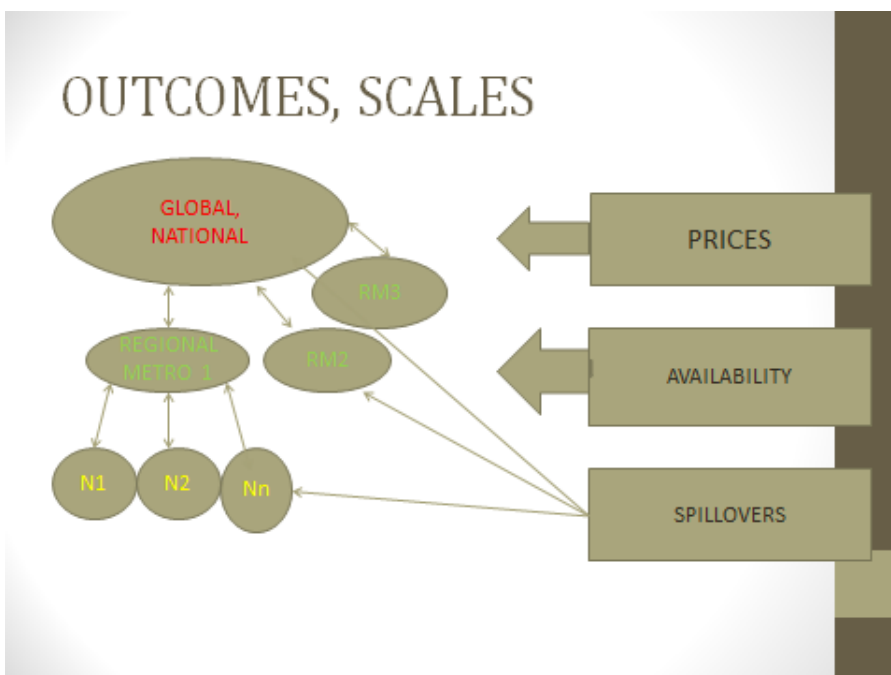 OUTCOMES, SCALES
GLOBAL,
NATIONAL
PRICES
RM3
REGIONAL
METRO 1
RM2
AVAILABILITY
N1
N2
Nn
SPILLOVERS